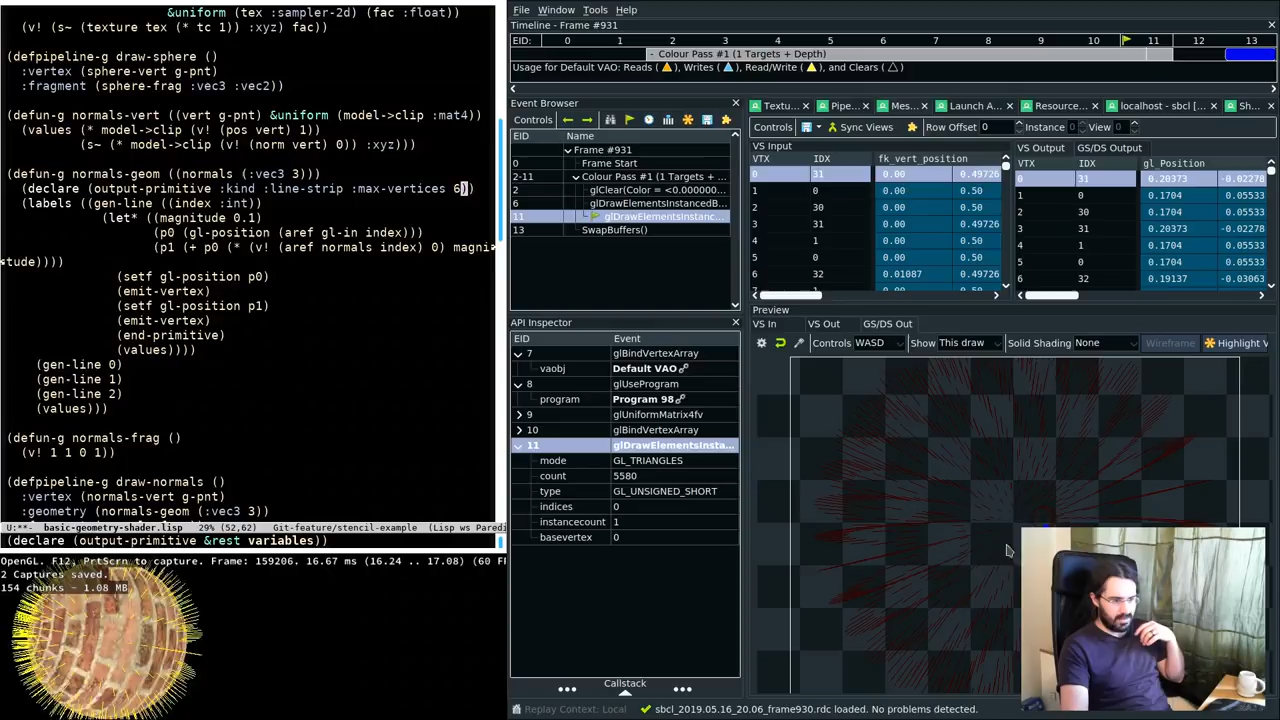 &uniform (tex :sampler-2d) (fac :float))
(v! (s~ (texture tex (* tc 1)) :xyz) fac))
(defpipeline-g draw-sphere ()
:vertex (sphere-vert g-pnt)
:fragment (sphere-frag :vec3 :vec2))
(defun-g normals-vert ((vert g-pnt) &uniform (model->clip :mat4))
(values (* model->clip (v! (pos vert) 1))
(s~ (* model->clip (v! (norm vert) 0)) :xyz)))
(defun-g normals-geom ((normals (:vec3 3)))
(declare (output-primitive :kind :line-strip :max-vertices 6))
(labels ((gen-line ((index :int))
(let* ((magnitude 0.1)
(p0 (gl-position (aref gl-in index)))
(p1 (+ p0 (* (v! (aref normals index) 0) magni
tude))))
(setf gl-position p0)
(emit-vertex)
(setf gl-position p1)
(emit-vertex)
(end-primitive)
(values))))
(gen-line 0)
(gen-line 1)
(gen-line 2)
(values)))
(defun-g normals-frag ()
(v! 1 1 0 1))
(defpipeline-g draw-normals ()
:vertex (normals-vert g-pnt)
:geometry (normals-geom (:vec3 3))
U:**- basic-geometry-shader.lisp 29% (52,62) Git-feature/stencil-example (Lisp ws Paredi
(declare (output-primitive &rest variables))
OpenGL. F12, PrtScrn to capture. Frame: 159206. 16.67 ms (16.24 .. 17.08) (60 FP
2 Captures saved.
154 chunks - 1.08 MB
File Window Tools Help
Timeline - Frame #931
EID: 0 1 2 3 4 5 6 7 8 9 10 11 12 13
Colour Pass #1 (1 Targets + Depth)
Usage for Default VAO: Reads ( ), Writes ( ), Read/Write ( ), and Clears ( )
Event Browser
Controls
EID Name
Frame #931
0 Frame Start
2-11 Colour Pass #1 (1 Targets + ...
2 glClear(Color = <0.000000...
6 glDrawElementsInstancedB...
11 glDrawElementsInstanc...
13 SwapBuffers()
API Inspector
EID Event
7 glBindVertexArray
vaobj Default VAO
8 glUseProgram
program Program 98
9 glUniformMatrix4fv
10 glBindVertexArray
11 glDrawElementsInsta...
mode GL_TRIANGLES
count 5580
type GL_UNSIGNED_SHORT
indices 0
instancecount 1
basevertex 0
Callstack
Textu... Pipe... Mes... Launch A... Resource... localhost - sbcl ... Sh...
Controls Sync Views Row Offset 0 Instance 0 View 0
VS Input
VTX IDX fk_vert_position
0 31 0.00 0.49726
1 0 0.00 0.50
2 30 0.00 0.49726
3 31 0.00 0.49726
4 1 0.00 0.50
5 0 0.00 0.50
6 32 0.01087 0.49726
VS Output GS/DS Output
VTX IDX gl_Position
0 31 0.20373 -0.02278
1 0 0.1704 0.05533
2 30 0.1704 0.05533
3 31 0.20373 -0.02278
4 1 0.1704 0.05533
5 0 0.1704 0.05533
6 32 0.19137 -0.03063
Preview
VS In VS Out GS/DS Out
Controls WASD Show This draw Solid Shading None Wireframe Highlight V
Replay Context: Local sbcl_2019.05.16_20.06_frame930.rdc loaded. No problems detected.